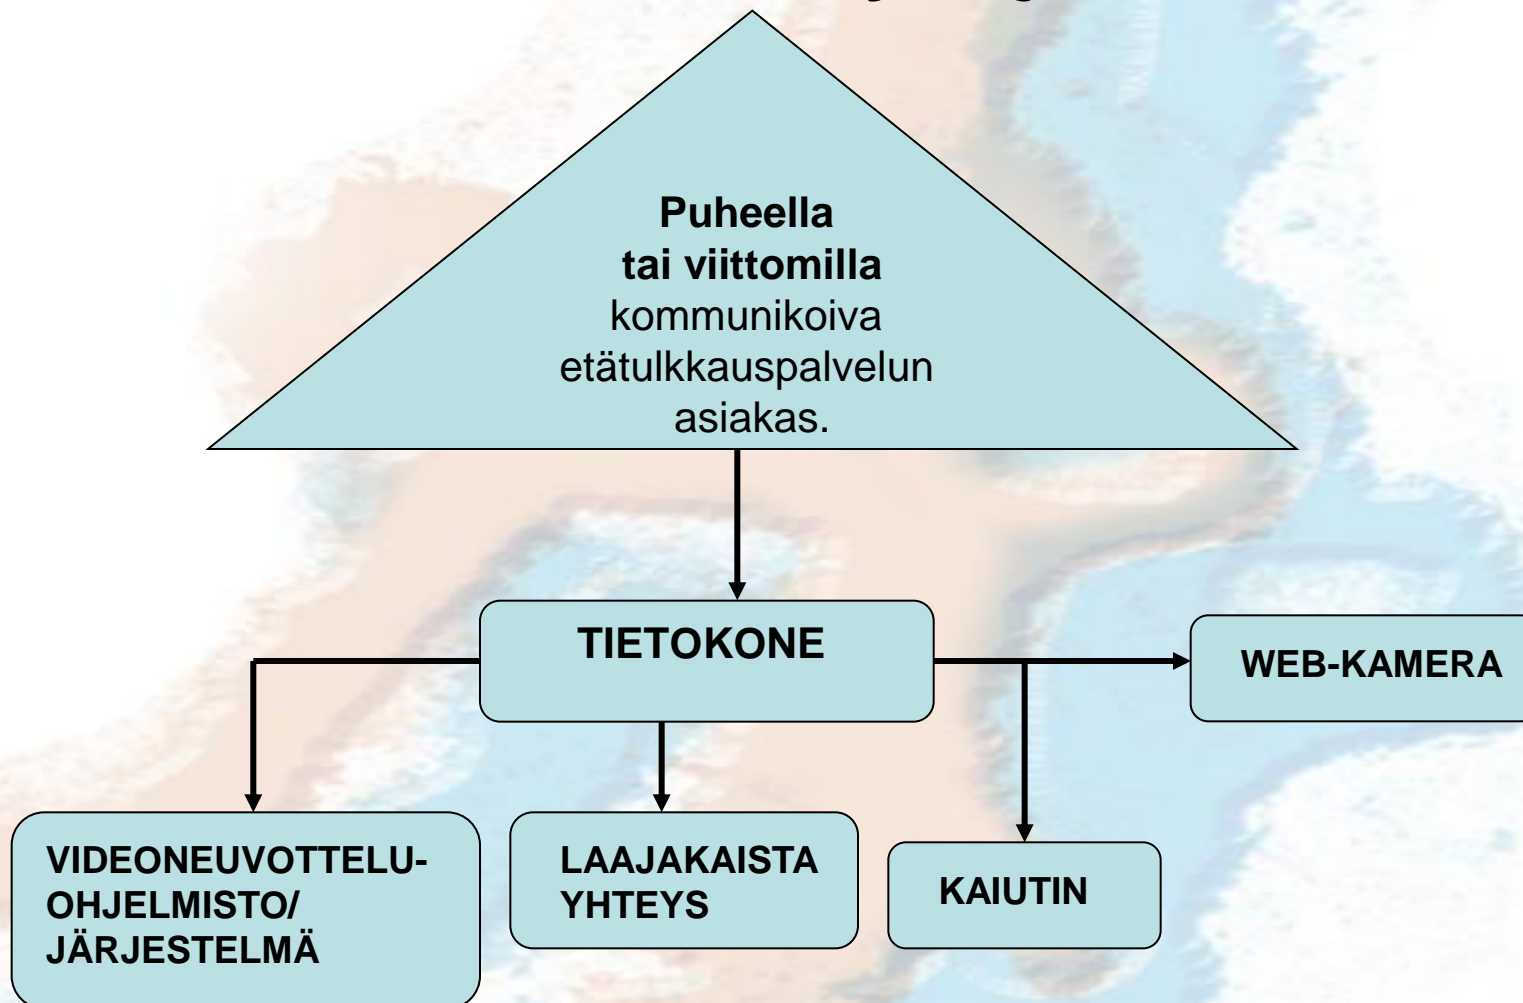 Puheella
tai viittomilla
kommunikoiva
etätulkkauspalvelun
asiakas.
TIETOKONE
WEB-KAMERA
VIDEONEUVOTTELU-
OHJELMISTO/
JÄRJESTELMÄ
LAAJAKAISTA
YHTEYS
KAIUTIN